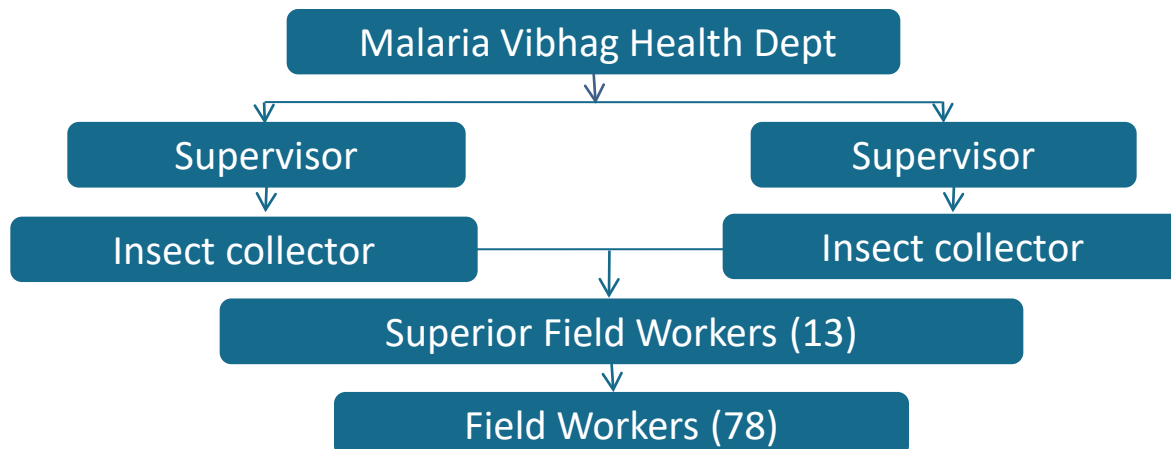 Malaria Vibhag Health Dept
Supervisor
Supervisor
Insect collector
Insect collector
Superior Field Workers (13)
Field Workers (78)